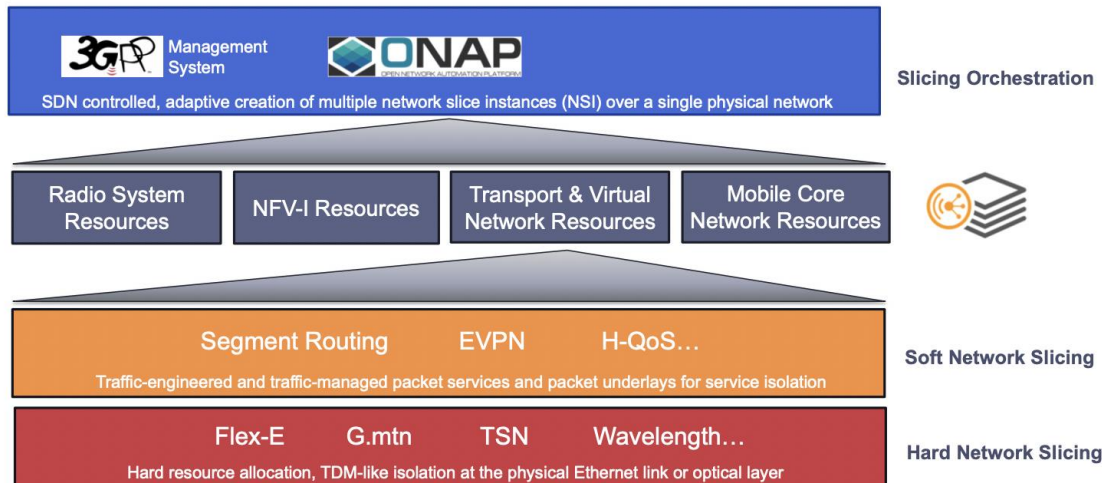 3GPP Management
System
ONAP
OPEN NETWORK AUTOMATION PLATFORM
SDN controlled, adaptive creation of multiple network slice instances (NSI) over a single physical network
Slicing Orchestration
Radio System
Resources
NFV-I Resources
Transport & Virtual
Network Resources
Mobile Core
Network Resources
Segment Routing EVPN H-QoS...
Traffic-engineered and traffic-managed packet services and packet underlays for service isolation
Soft Network Slicing
Flex-E G.mtn TSN Wavelength...
Hard resource allocation, TDM-like isolation at the physical Ethernet link or optical layer
Hard Network Slicing